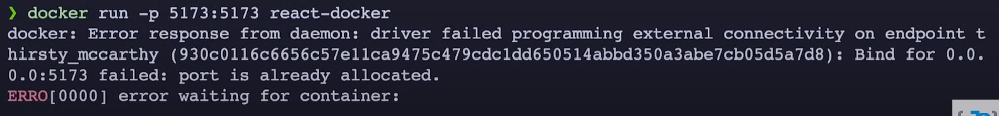 ❯ docker run -p 5173:5173 react-docker
docker: Error response from daemon: driver failed programming external connectivity on endpoint t
hirsty_mccarthy (930c0116c6656c57e11ca9475c479cdc1dd650514abbd350a3abe7cb05d5a7d8): Bind for 0.0.
0.0:5173 failed: port is already allocated.
ERRO[0000] error waiting for container: